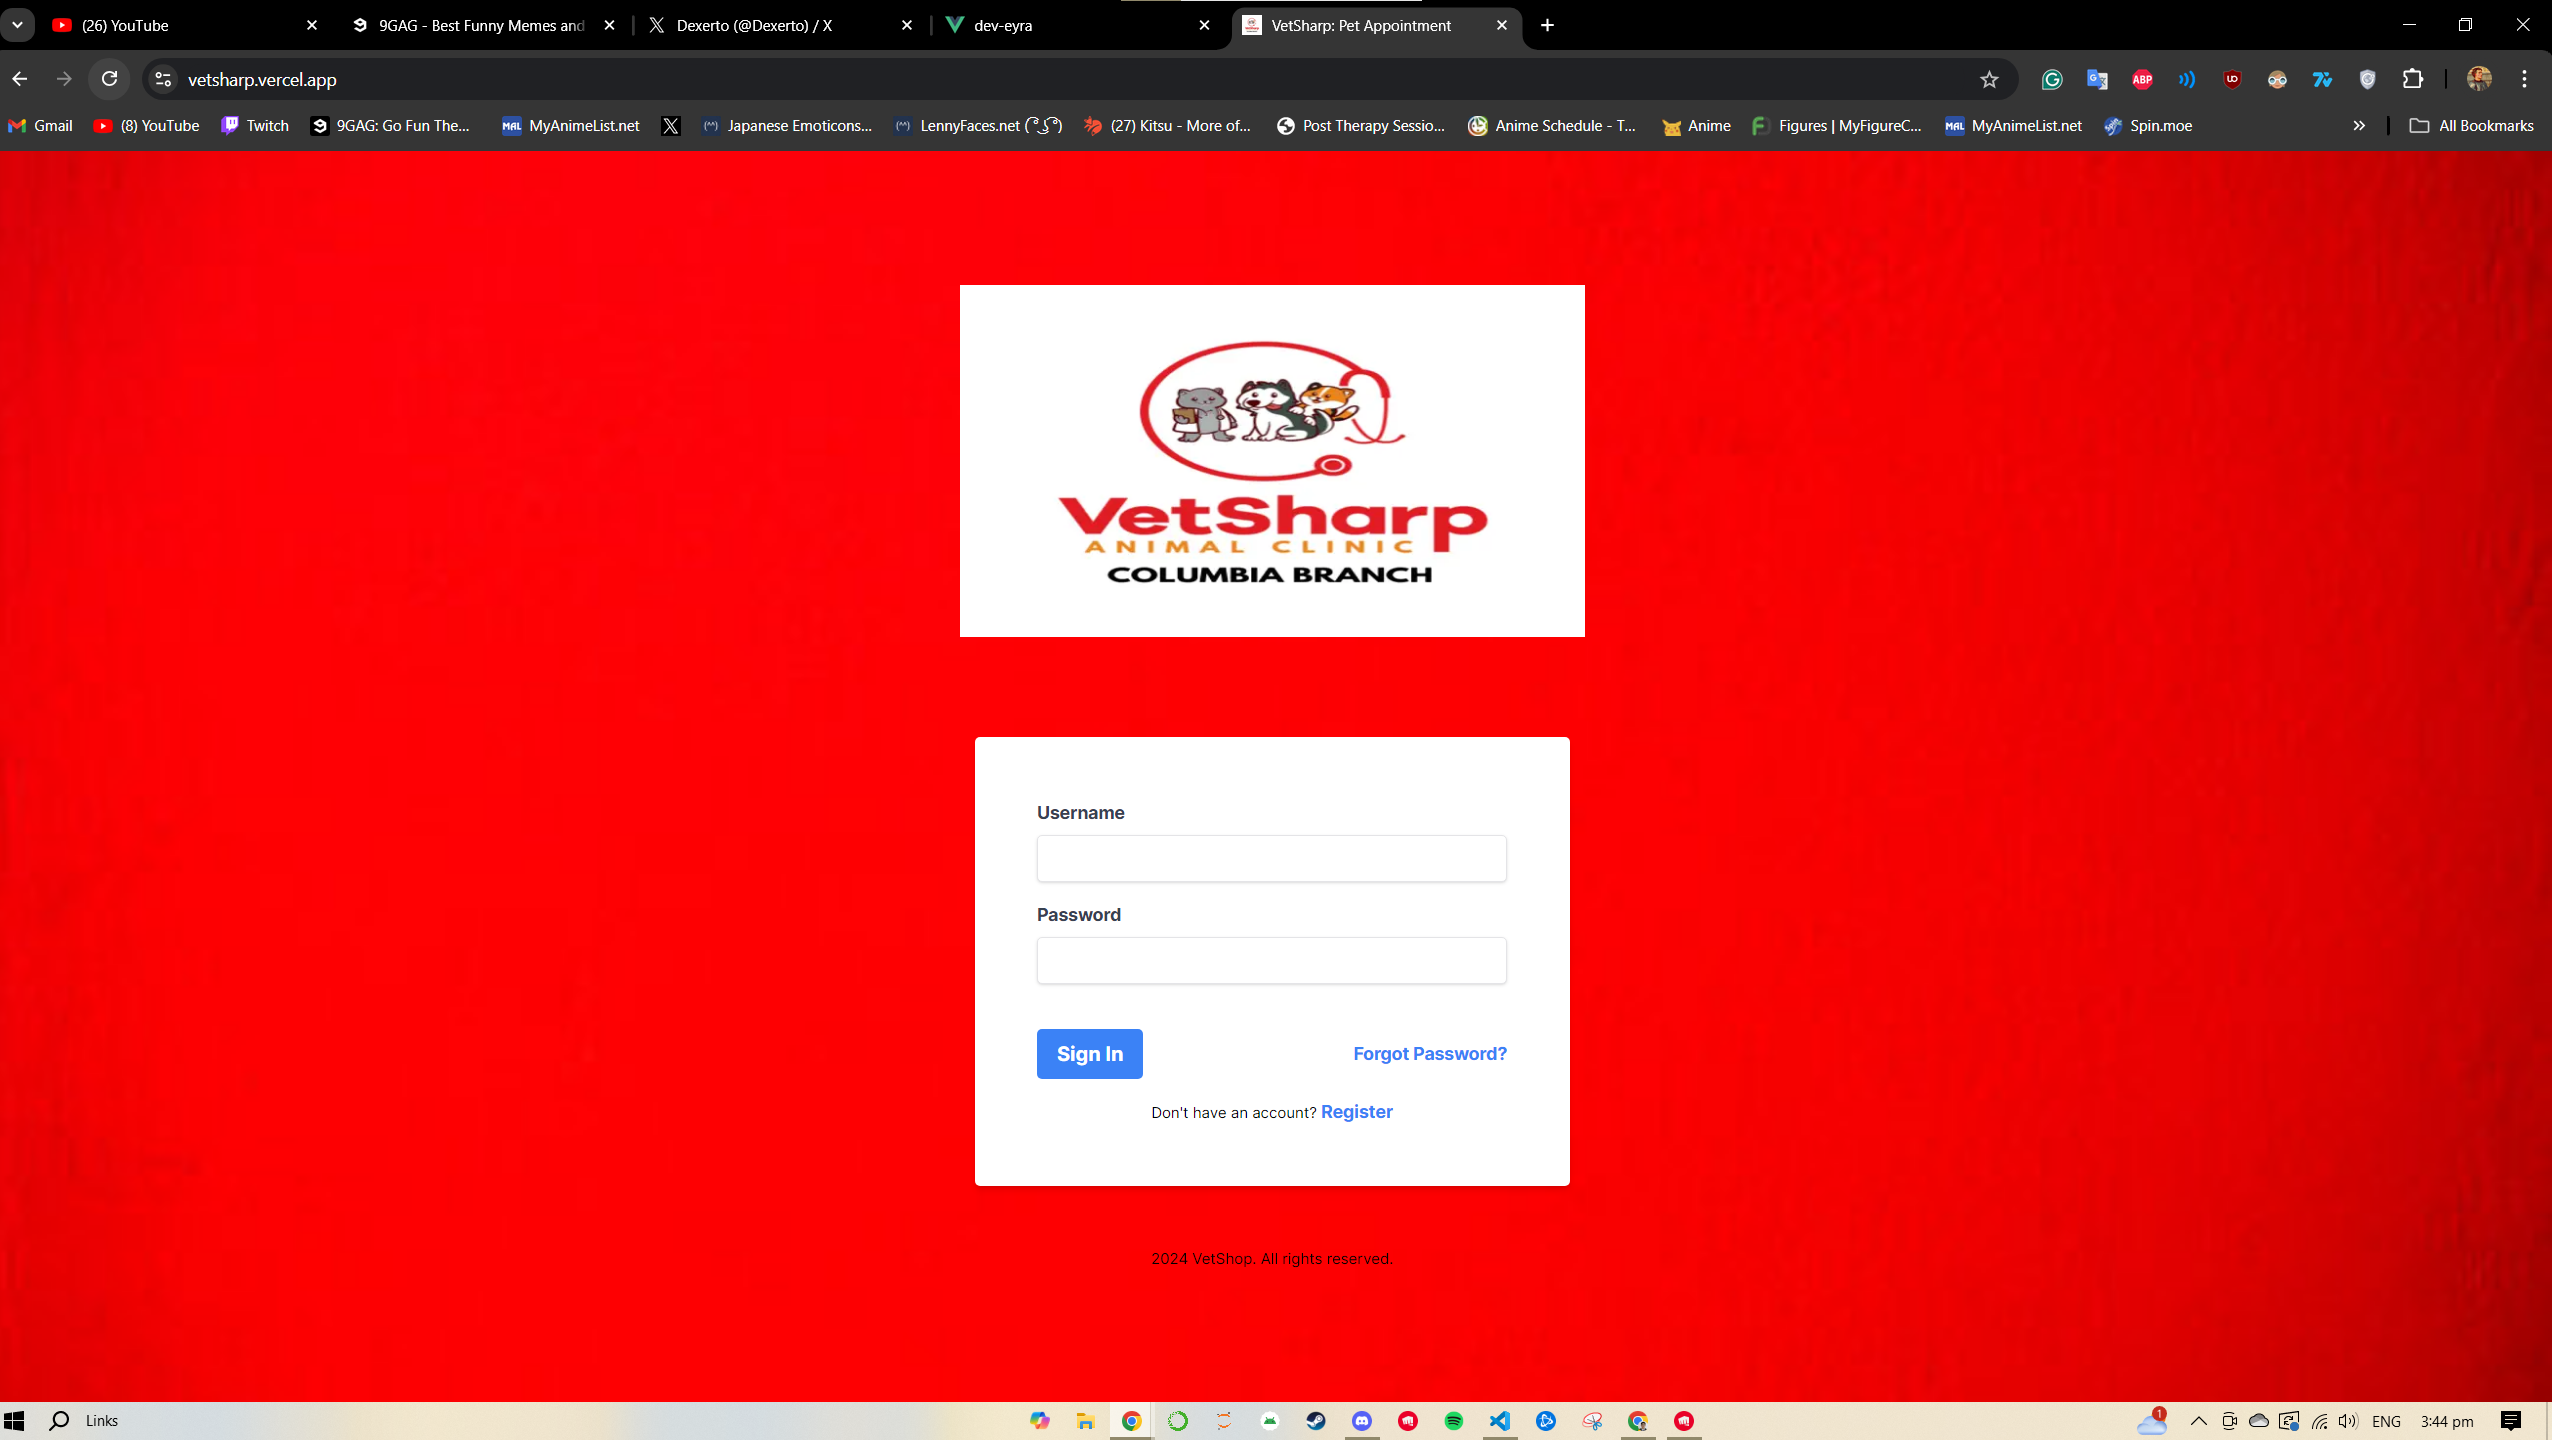 (26) YouTube
9GAG - Best Funny Memes and
Dexerto (@Dexerto) / X
dev-eyra
VetSharp: Pet Appointment
vetsharp.vercel.app
Gmail
(8) YouTube
Twitch
9GAG: Go Fun The...
MyAnimeList.net
Japanese Emoticons...
LennyFaces.net ( ͡° ͜ʖ ͡°)
(27) Kitsu - More of...
Post Therapy Sessio...
Anime Schedule - T...
Anime
Figures | MyFigureC...
MyAnimeList.net
Spin.moe
All Bookmarks
VetSharp
ANIMAL CLINIC
COLUMBIA BRANCH
Username
Password
Sign In
Forgot Password?
Don't have an account? Register
2024 VetShop. All rights reserved.
Links
1
ENG
3:44 pm